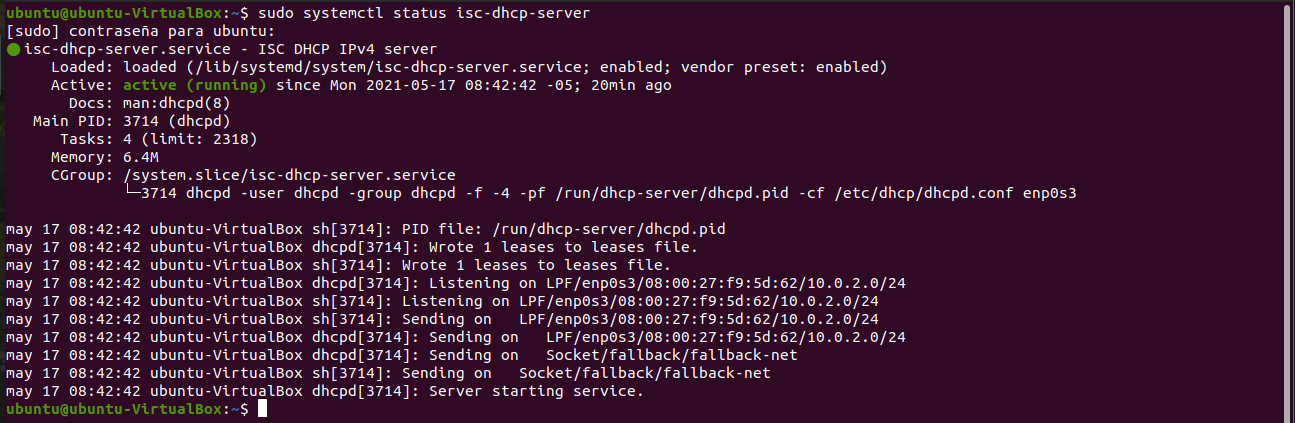 ubuntu@ubuntu-VirtualBox:~$ sudo systemctl status isc-dhcp-server
[sudo] contraseña para ubuntu:
● isc-dhcp-server.service - ISC DHCP IPv4 server
     Loaded: loaded (/lib/systemd/system/isc-dhcp-server.service; enabled; vendor preset: enabled)
     Active: active (running) since Mon 2021-05-17 08:42:42 -05; 20min ago
       Docs: man:dhcpd(8)
   Main PID: 3714 (dhcpd)
      Tasks: 4 (limit: 2318)
     Memory: 6.4M
     CGroup: /system.slice/isc-dhcp-server.service
             └─3714 dhcpd -user dhcpd -group dhcpd -f -4 -pf /run/dhcp-server/dhcpd.pid -cf /etc/dhcp/dhcpd.conf enp0s3

may 17 08:42:42 ubuntu-VirtualBox sh[3714]: PID file: /run/dhcp-server/dhcpd.pid
may 17 08:42:42 ubuntu-VirtualBox dhcpd[3714]: Wrote 1 leases to leases file.
may 17 08:42:42 ubuntu-VirtualBox sh[3714]: Wrote 1 leases to leases file.
may 17 08:42:42 ubuntu-VirtualBox dhcpd[3714]: Listening on LPF/enp0s3/08:00:27:f9:5d:62/10.0.2.0/24
may 17 08:42:42 ubuntu-VirtualBox sh[3714]: Listening on LPF/enp0s3/08:00:27:f9:5d:62/10.0.2.0/24
may 17 08:42:42 ubuntu-VirtualBox sh[3714]: Sending on   LPF/enp0s3/08:00:27:f9:5d:62/10.0.2.0/24
may 17 08:42:42 ubuntu-VirtualBox dhcpd[3714]: Sending on   LPF/enp0s3/08:00:27:f9:5d:62/10.0.2.0/24
may 17 08:42:42 ubuntu-VirtualBox dhcpd[3714]: Sending on   Socket/fallback/fallback-net
may 17 08:42:42 ubuntu-VirtualBox sh[3714]: Sending on   Socket/fallback/fallback-net
may 17 08:42:42 ubuntu-VirtualBox dhcpd[3714]: Server starting service.
ubuntu@ubuntu-VirtualBox:~$